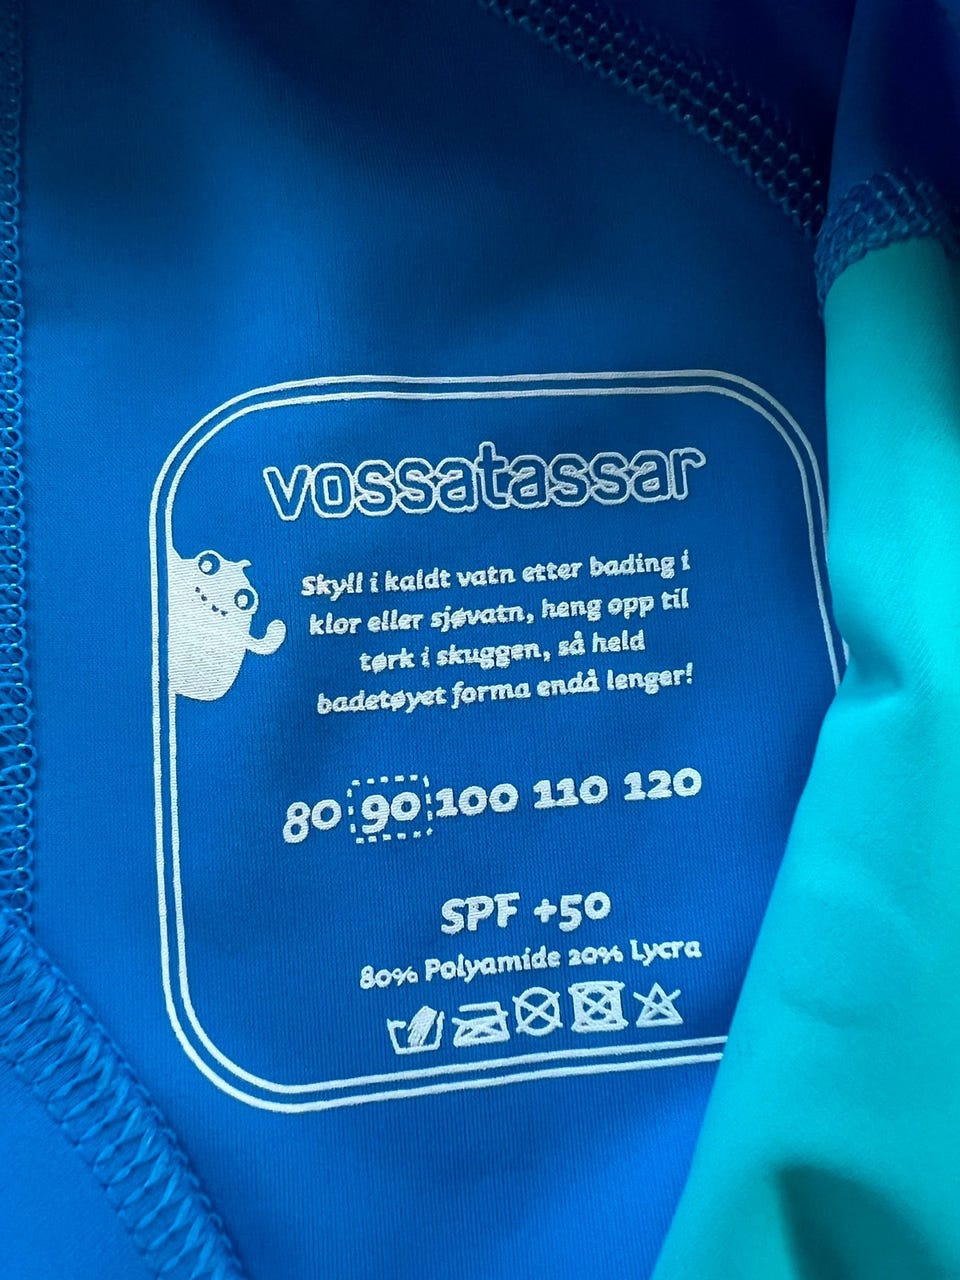 vossatassar
Skyll i kaldt vatn etter bading i
klor eller sjøvatn, heng opp til
tørk i skuggen, så held
badetøyet forma endå lenger!
80 90 100 110 120
SPF +50
80% Polyamide 20% Lycra